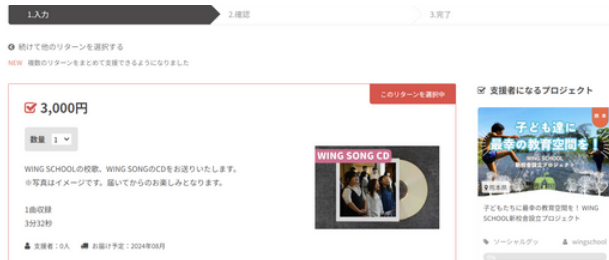 1.入力
2.確認
3.完了
続けて他のリターンを選択する
NEW 複数のリターンをまとめて支援できるようになりました
このリターンを選択中
3,000円
数量 1
WING SCHOOLの校歌、WING SONGのCDをお送りいたします。
※写真はイメージです。届いてからのお楽しみとなります。
1曲収録
3分32秒
支援者：0人 お届け予定：2024年08月
WING SONG CD
支援者になるプロジェクト
子ども達に
最幸の教育空間を！
WING SCHOOL
新校舎設立プロジェクト
熊本県
子どもたちに最幸の教育空間を！ WING
SCHOOL新校舎設立プロジェクト
ソーシャルグッ wingschool